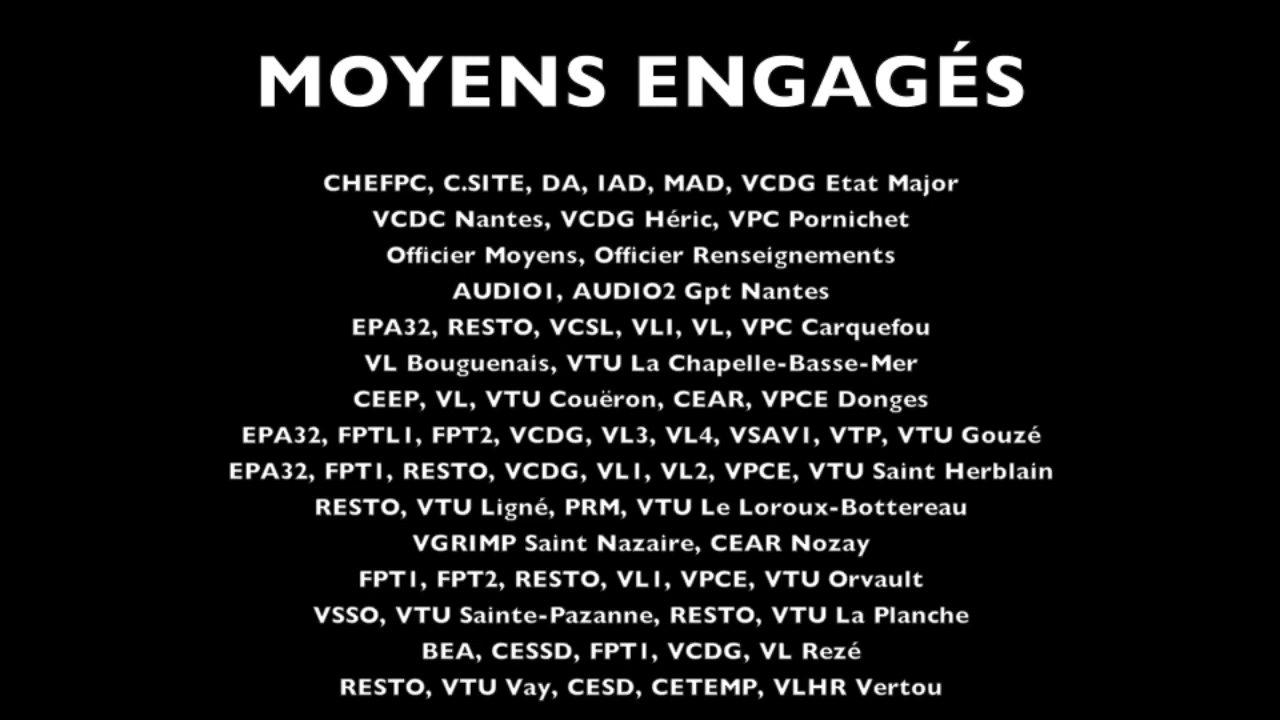 MOYENS ENGAGÉS
CHEFPC, C.SITE, DA, IAD, MAD, VCDG Etat Major
VCDC Nantes, VCDG Héric, VPC Pornichet
Officier Moyens, Officier Renseignements
AUDIO1, AUDIO2 Gpt Nantes
EPA32, RESTO, VCSL, VLI, VL, VPC Carquefou
VL Bouguenais, VTU La Chapelle-Basse-Mer
CEEP, VL, VTU Couëron, CEAR, VPCE Donges
EPA32, FPTL1, FPT2, VCDG, VL3, VL4, VSAV1, VTP, VTU Gouzé
EPA32, FPT1, RESTO, VCDG, VL1, VL2, VPCE, VTU Saint Herblain
RESTO, VTU Ligné, PRM, VTU Le Loroux-Bottereau
VGRIMP Saint Nazaire, CEAR Nozay
FPT1, FPT2, RESTO, VL1, VPCE, VTU Orvault
VSSO, VTU Sainte-Pazanne, RESTO, VTU La Planche
BEA, CESSD, FPT1, VCDG, VL Rezé
RESTO, VTU Vay, CESD, CETEMP, VLHR Vertou